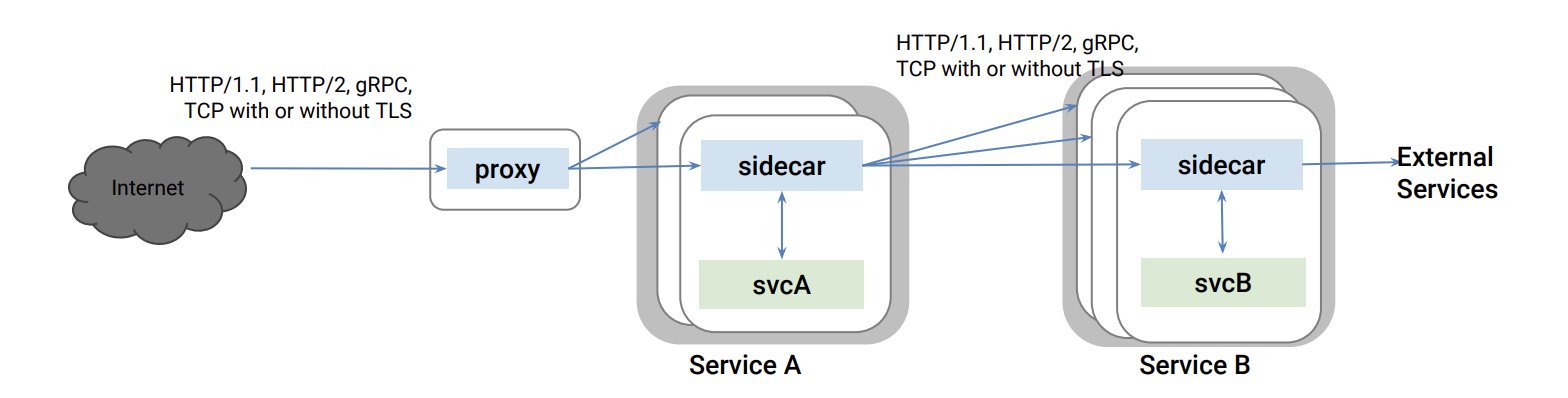 HTTP/1.1, HTTP/2, gRPC,
TCP with or without TLS
HTTP/1.1, HTTP/2, gRPC,
TCP with or without TLS
Internet
proxy
sidecar
svcA
Service A
sidecar
svcB
Service B
External
Services